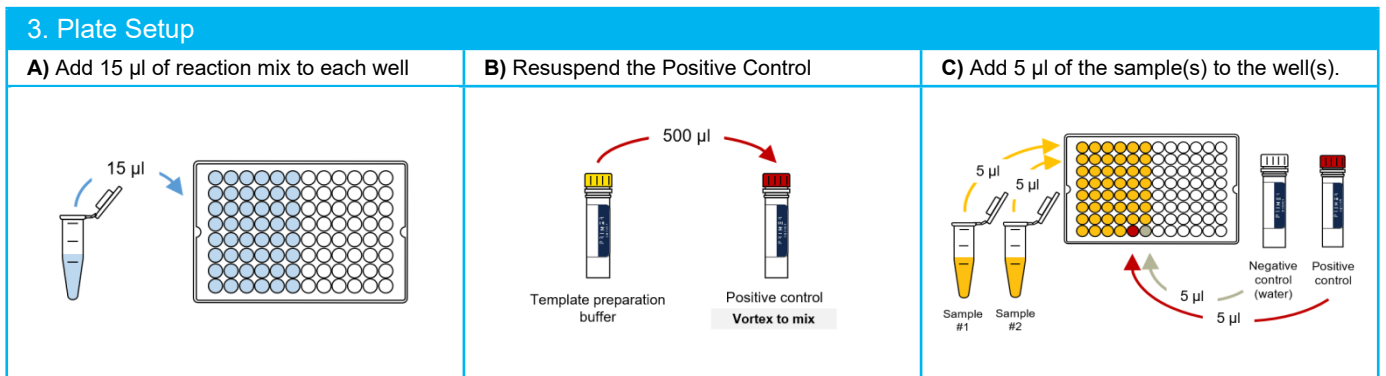 3. Plate Setup
A) Add 15 µl of reaction mix to each well
B) Resuspend the Positive Control
C) Add 5 µl of the sample(s) to the well(s).
15 µl
500 µl
Template preparation
buffer
Positive control
Vortex to mix
5 µl
5 µl
Sample
#1
Sample
#2
Negative
control
(water)
Positive
control
5 µl
5 µl